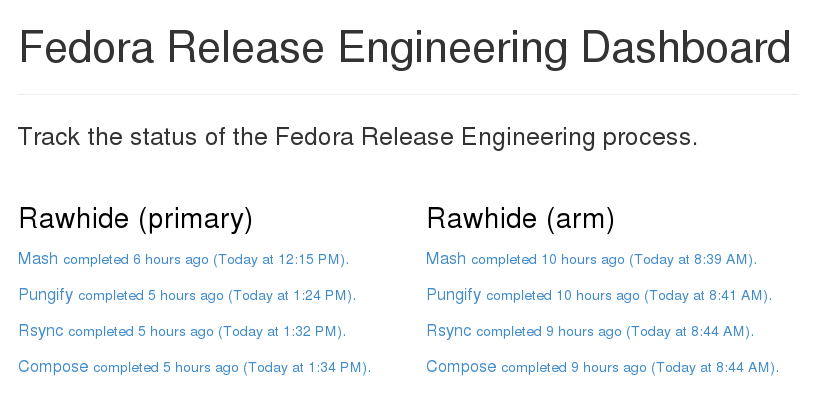 Fedora Release Engineering Dashboard
Track the status of the Fedora Release Engineering process.
Rawhide (primary)
Mash completed 6 hours ago (Today at 12:15 PM).
Pungify completed 5 hours ago (Today at 1:24 PM).
Rsync completed 5 hours ago (Today at 1:32 PM).
Compose completed 5 hours ago (Today at 1:34 PM).
Rawhide (arm)
Mash completed 10 hours ago (Today at 8:39 AM).
Pungify completed 10 hours ago (Today at 8:41 AM).
Rsync completed 9 hours ago (Today at 8:44 AM).
Compose completed 9 hours ago (Today at 8:44 AM).